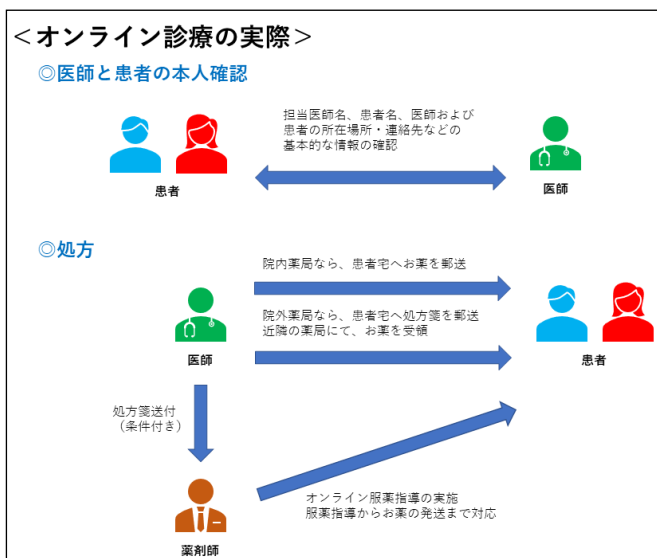 ＜オンライン診療の実際＞
◎医師と患者の本人確認
担当医師名、患者名、医師および
患者の所在場所・連絡先などの
基本的な情報の確認
患者
医師
◎処方
院内薬局なら、患者宅へお薬を郵送
院外薬局なら、患者宅へ処方箋を郵送
近隣の薬局にて、お薬を受領
医師
患者
処方箋送付
（条件付き）
オンライン服薬指導の実施
服薬指導からお薬の発送まで対応
薬剤師